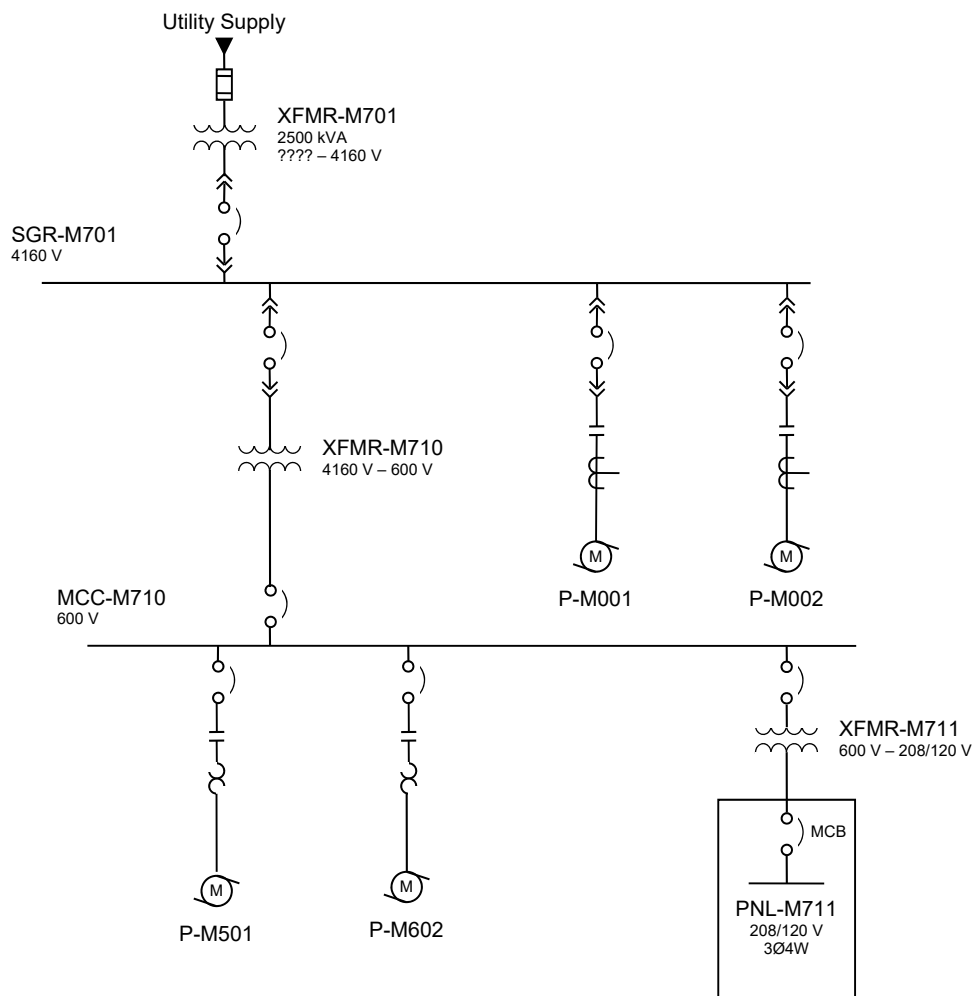 Utility Supply
XFMR-M701
2500 kVA
???? – 4160 V
SGR-M701
4160 V
XFMR-M710
4160 V – 600 V
M
M
P-M001
P-M002
MCC-M710
600 V
XFMR-M711
600 V – 208/120 V
MCB
M
M
P-M501
P-M602
PNL-M711
208/120 V
3Ø4W